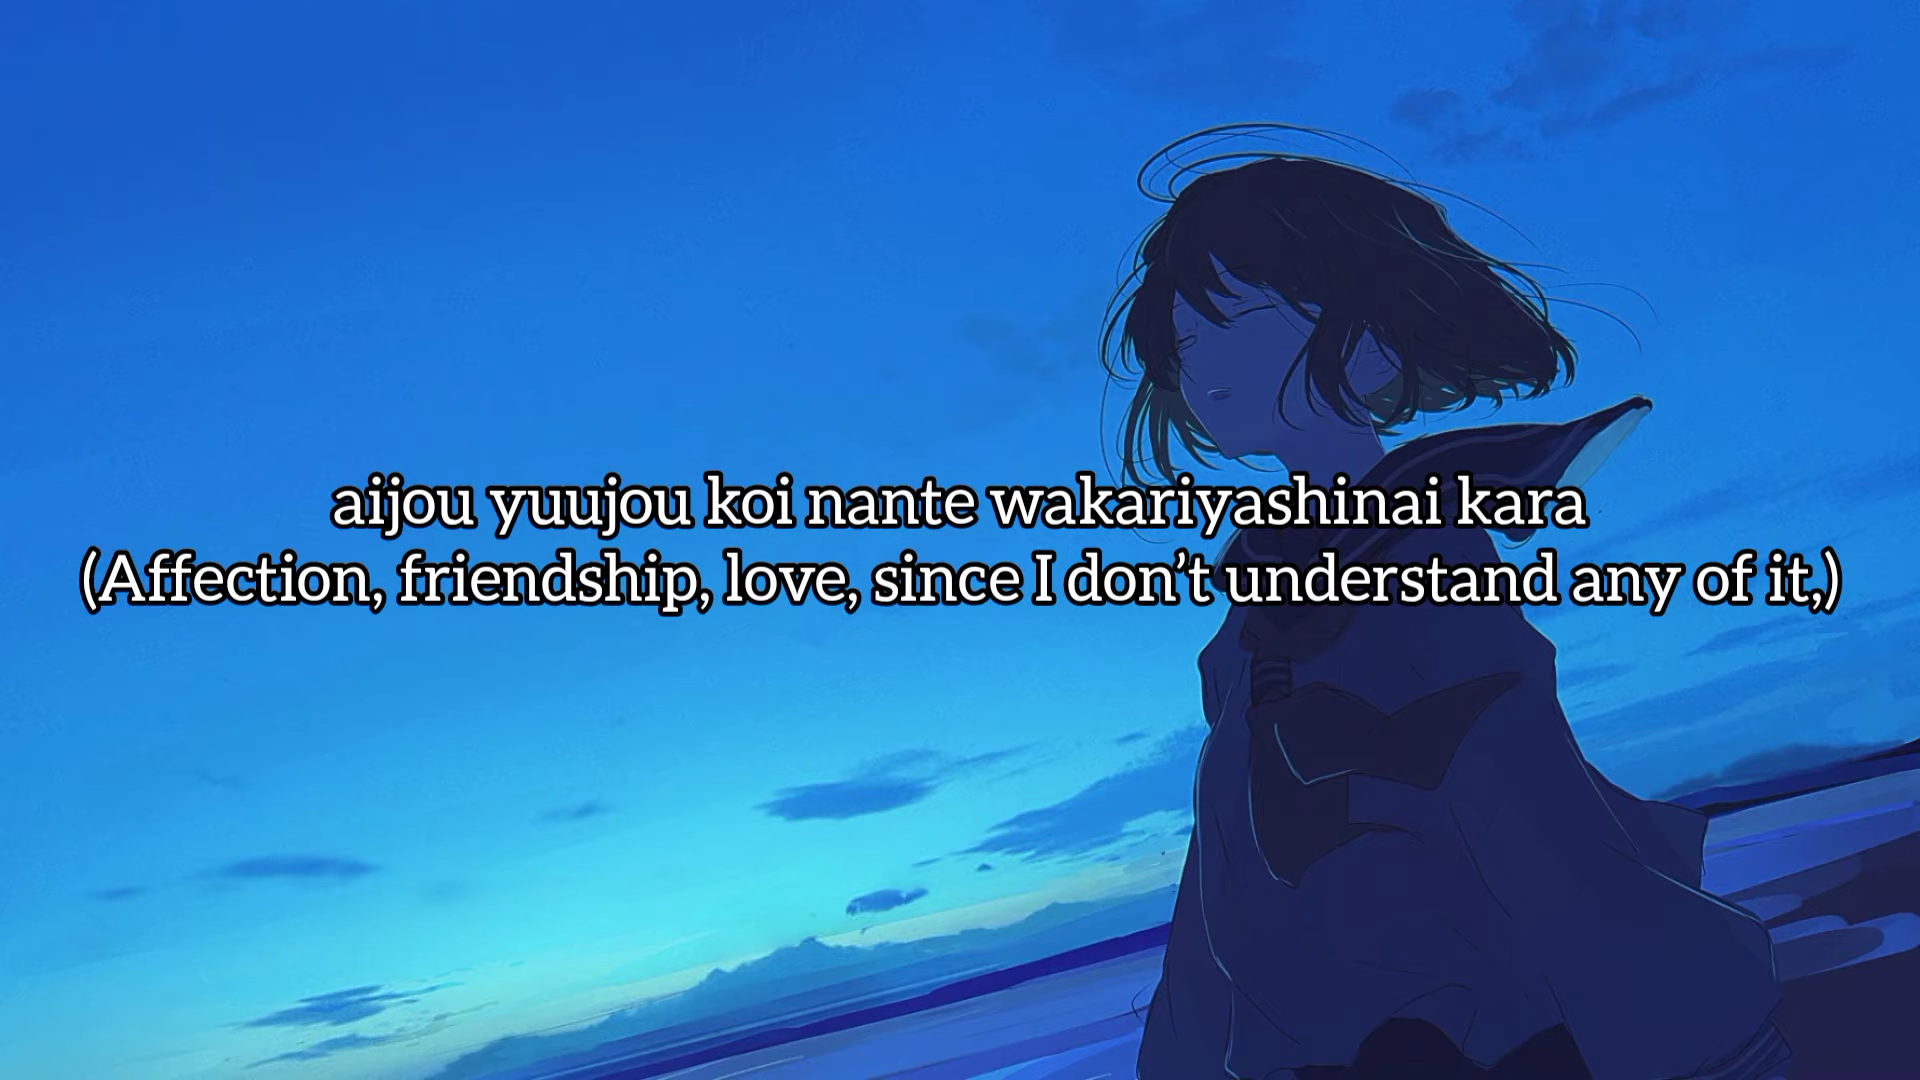 aijou yuujou koi nante wakariyashinai kara
(Affection, friendship, love, since I don’t understand any of it,)